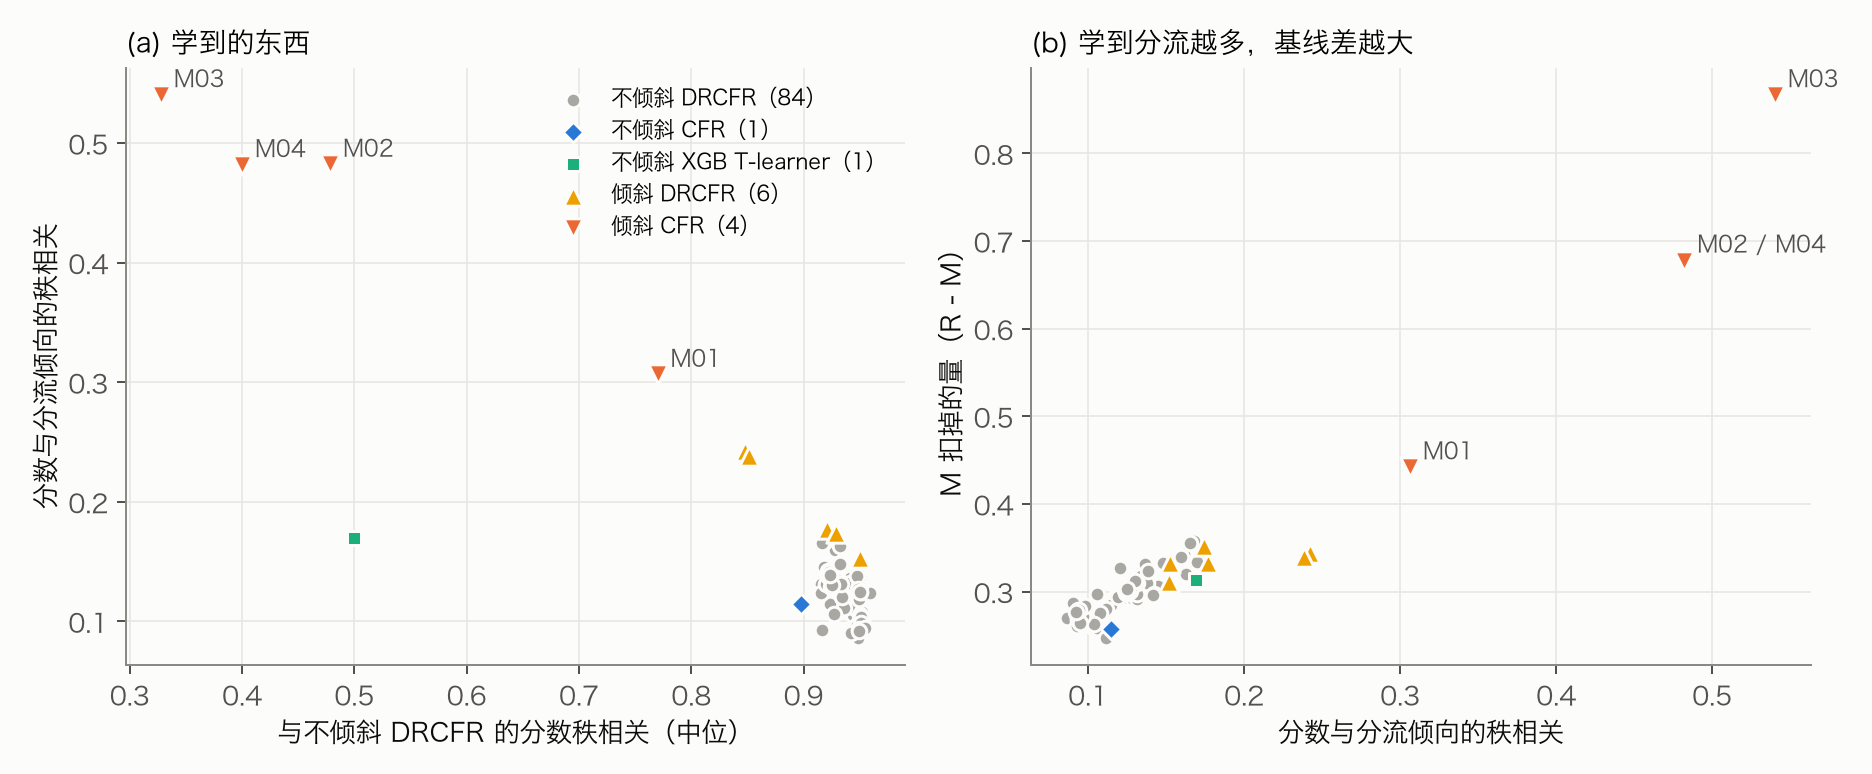 (a) 学到的东西
M03
M04
M02
M01
不倾斜 DRCFR（84）
不倾斜 CFR（1）
不倾斜 XGB T-learner（1）
倾斜 DRCFR（6）
倾斜 CFR（4）
0.5
0.4
0.3
0.2
0.1
分数与分流倾向的秩相关
0.3 0.4 0.5 0.6 0.7 0.8 0.9
与不倾斜 DRCFR 的分数秩相关（中位）
(b) 学到分流越多，基线差越大
M03
M02 / M04
M01
0.8
0.7
0.6
0.5
0.4
0.3
M 扣掉的量（R - M）
0.1 0.2 0.3 0.4 0.5
分数与分流倾向的秩相关